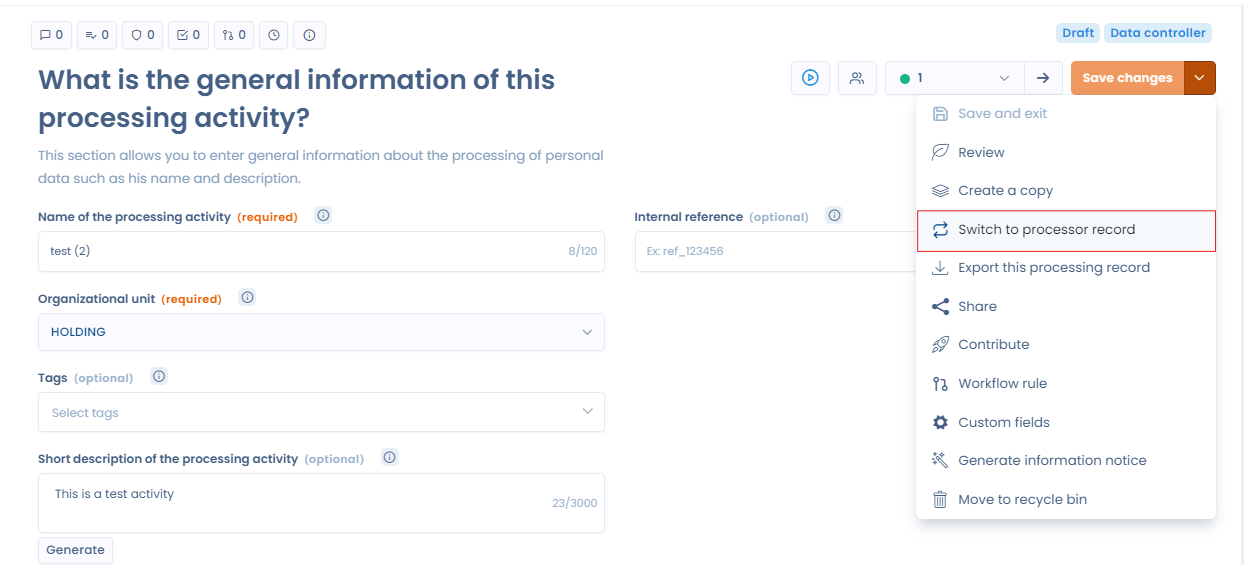 0 0 0 0 0
Draft Data controller
What is the general information of this
processing activity?
1
Save changes
This section allows you to enter general information about the processing of personal
data such as his name and description.
Name of the processing activity (required)
test (2) 8/120
Internal reference (optional)
Ex: ref_123456
Organizational unit (required)
HOLDING
Tags (optional)
Select tags
Short description of the processing activity (optional)
This is a test activity
23/3000
Generate
Save and exit
Review
Create a copy
Switch to processor record
Export this processing record
Share
Contribute
Workflow rule
Custom fields
Generate information notice
Move to recycle bin